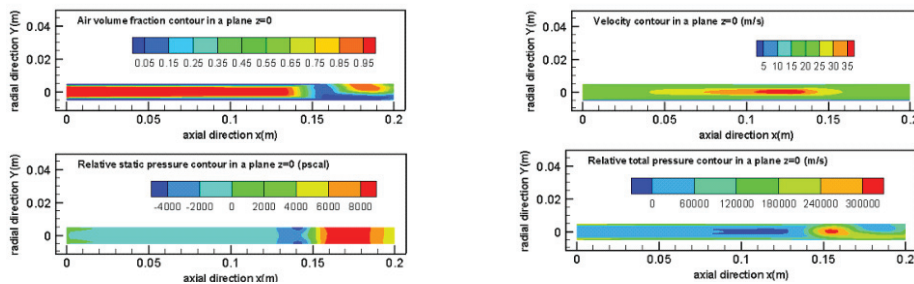 Air volume fraction contour in a plane z=0
0.04
0.02
0
radial direction Y(m)
0.05 0.15 0.25 0.35 0.45 0.55 0.65 0.75 0.85 0.95
0 0.05 0.1 0.15 0.2
axial direction x(m)
Velocity contour in a plane z=0 (m/s)
0.04
0.02
0
radial direction Y(m)
5 10 15 20 25 30 35
0 0.05 0.1 0.15 0.2
axial direction x(m)
Relative static pressure contour in a plane z=0 (pscal)
0.04
0.02
0
radial direction Y(m)
-4000 -2000 0 2000 4000 6000 8000
0 0.05 0.1 0.15 0.2
axial direction x(m)
Relative total pressure contour in a plane z=0 (m/s)
0.04
0.02
0
radial direction Y(m)
0 60000 120000 180000 240000 300000
0 0.05 0.1 0.15 0.2
axial direction x(m)